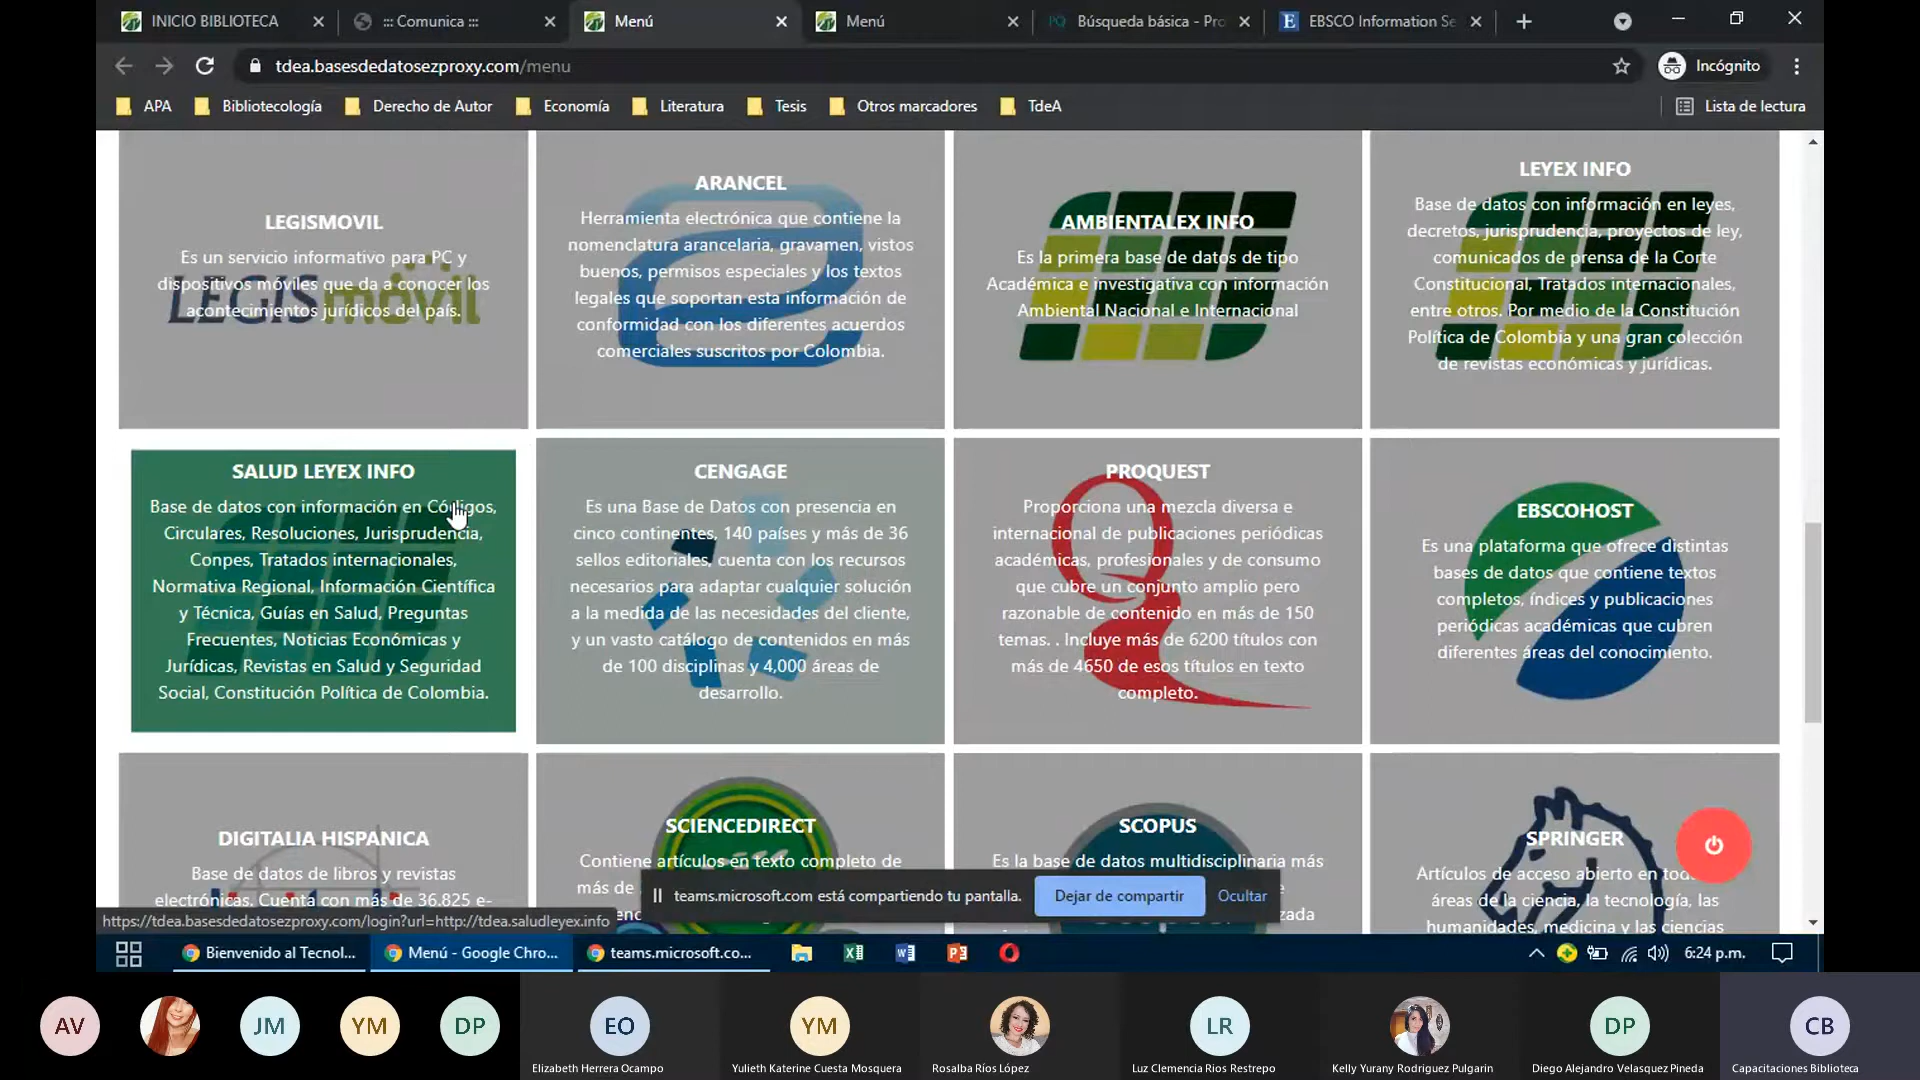 INICIO BIBLIOTECA
::: Comunica :::
Menú
Menú
Búsqueda básica - Pro
EBSCO Information Se
tdea.basesdedatosezproxy.com/menu
Incógnito
APA
Bibliotecología
Derecho de Autor
Economía
Literatura
Tesis
Otros marcadores
TdeA
Lista de lectura
LEGISMOVIL
Es un servicio informativo para PC y
dispositivos móviles que da a conocer los
acontecimientos jurídicos del país.
LEGISmóvil
ARANCEL
Herramienta electrónica que contiene la
nomenclatura arancelaria, gravamen, vistos
buenos, permisos especiales y los textos
legales que soportan esta información de
conformidad con los diferentes acuerdos
comerciales suscritos por Colombia.
AMBIENTALEX INFO
Es la primera base de datos de tipo
Académica e investigativa con información
Ambiental Nacional e Internacional
LEYEX INFO
Base de datos con información en leyes,
decretos, jurisprudencia, proyectos de ley,
comunicados de prensa de la Corte
Constitucional, Tratados internacionales,
entre otros. Por medio de la Constitución
Política de Colombia y una gran colección
de revistas económicas y jurídicas.
SALUD LEYEX INFO
Base de datos con información en Códigos,
Circulares, Resoluciones, Jurisprudencia,
Conpes, Tratados internacionales,
Normativa Regional, Información Científica
y Técnica, Guías en Salud, Preguntas
Frecuentes, Noticias Económicas y
Jurídicas, Revistas en Salud y Seguridad
Social, Constitución Política de Colombia.
CENGAGE
Es una Base de Datos con presencia en
cinco continentes, 140 países y más de 36
sellos editoriales, cuenta con los recursos
necesarios para adaptar cualquier solución
a la medida de las necesidades del cliente,
y un vasto catálogo de contenidos en más
de 100 disciplinas y 4,000 áreas de
desarrollo.
PROQUEST
Proporciona una mezcla diversa e
internacional de publicaciones periódicas
académicas, profesionales y de consumo
que cubre un conjunto amplio pero
razonable de contenido en más de 150
temas. . Incluye más de 6200 títulos con
más de 4650 de esos títulos en texto
completo.
EBSCOHOST
Es una plataforma que ofrece distintas
bases de datos que contiene textos
completos, índices y publicaciones
periódicas académicas que cubren
diferentes áreas del conocimiento.
DIGITALIA HISPANICA
Base de datos de libros y revistas
electrónicas. Cuenta con más de 36.825 e-
SCIENCEDIRECT
Contiene artículos en texto completo de
más de
SCOPUS
Es la base de datos multidisciplinaria más
SPRINGER
Artículos de acceso abierto en
áreas de la ciencia, la tecnología, las
humanidades, medicina y las ciencias
teams.microsoft.com está compartiendo tu pantalla.
Dejar de compartir
Ocultar
https://tdea.basesdedatosezproxy.com/login?url=http://tdea.saludleyex.info
Bienvenido al Tecnol...
Menú - Google Chro...
teams.microsoft.co...
6:24 p.m.
AV
JM
YM
DP
EO
YM
LR
DP
CB
Elizabeth Herrera Ocampo
Yulieth Katerine Cuesta Mosquera
Rosalba Ríos López
Luz Clemencia Rios Restrepo
Kelly Yurany Rodriguez Pulgarin
Diego Alejandro Velasquez Pineda
Capacitaciones Biblioteca